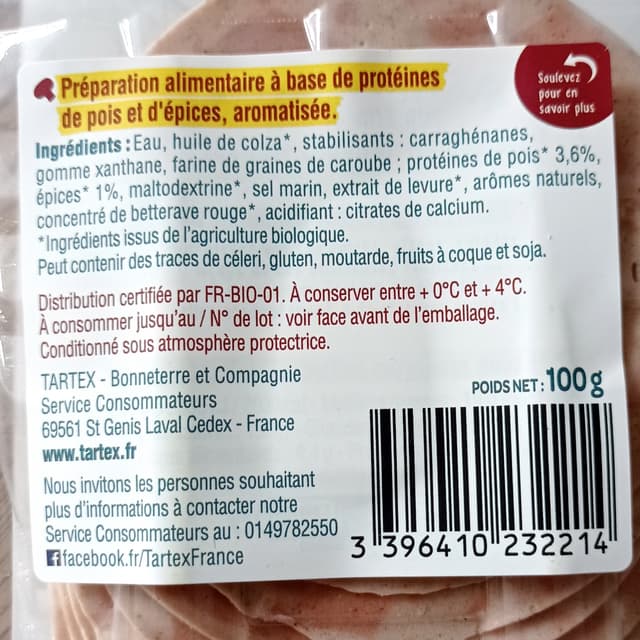 Préparation alimentaire à base de protéines
de pois et d'épices, aromatisée.
Soulevez
pour en
savoir plus
Ingrédients : Eau, huile de colza*, stabilisants : carraghénanes,
gomme xanthane, farine de graines de caroube ; protéines de pois* 3,6%,
épices* 1%, maltodextrine*, sel marin, extrait de levure*, arômes naturels,
concentré de betterave rouge*, acidifiant : citrates de calcium.
*Ingrédients issus de l'agriculture biologique.
Peut contenir des traces de céleri, gluten, moutarde, fruits à coque et soja.
Distribution certifiée par FR-BIO-01. À conserver entre + 0°C et + 4°C.
À consommer jusqu'au / N° de lot : voir face avant de l'emballage.
Conditionné sous atmosphère protectrice.
TARTEX - Bonneterre et Compagnie
Service Consommateurs
69561 St Genis Laval Cedex - France
www.tartex.fr
POIDS NET : 100 g
Nous invitons les personnes souhaitant
plus d'informations à contacter notre
Service Consommateurs au : 0149782550
facebook.fr/TartexFrance
3 396410 232214